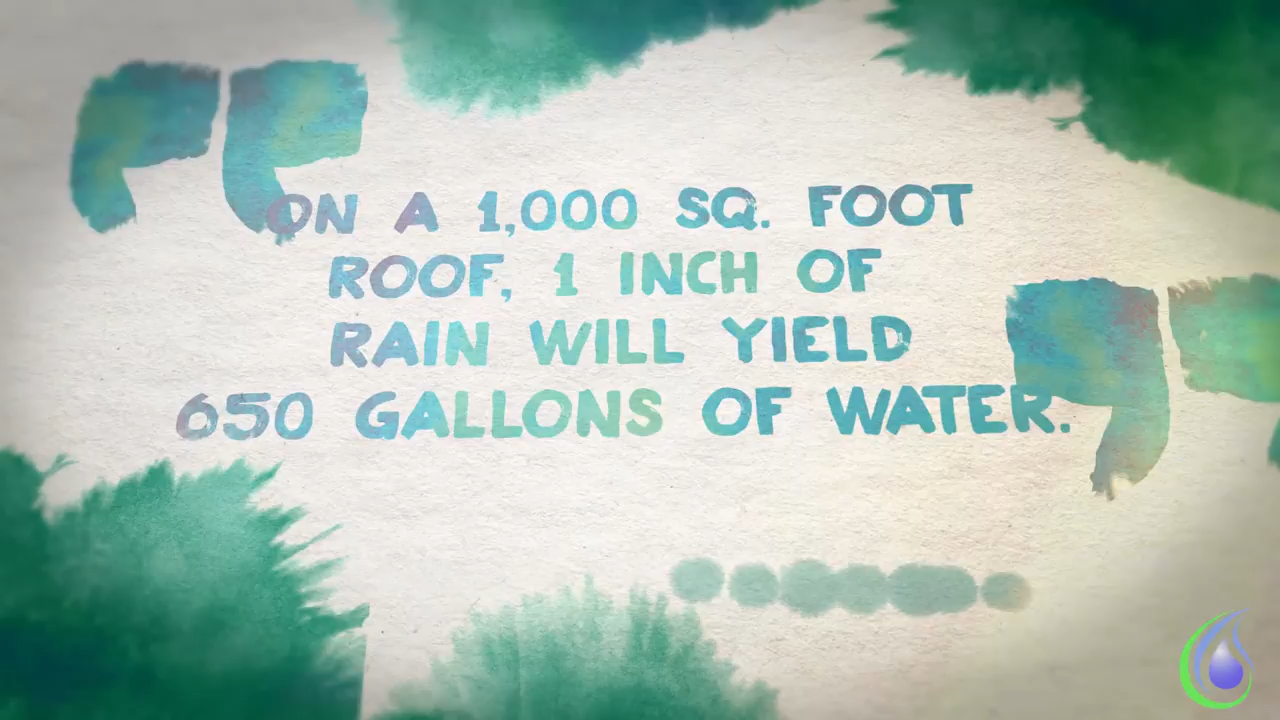 ON A 1,000 SQ. FOOT
ROOF, 1 INCH OF
RAIN WILL YIELD
650 GALLONS OF WATER.